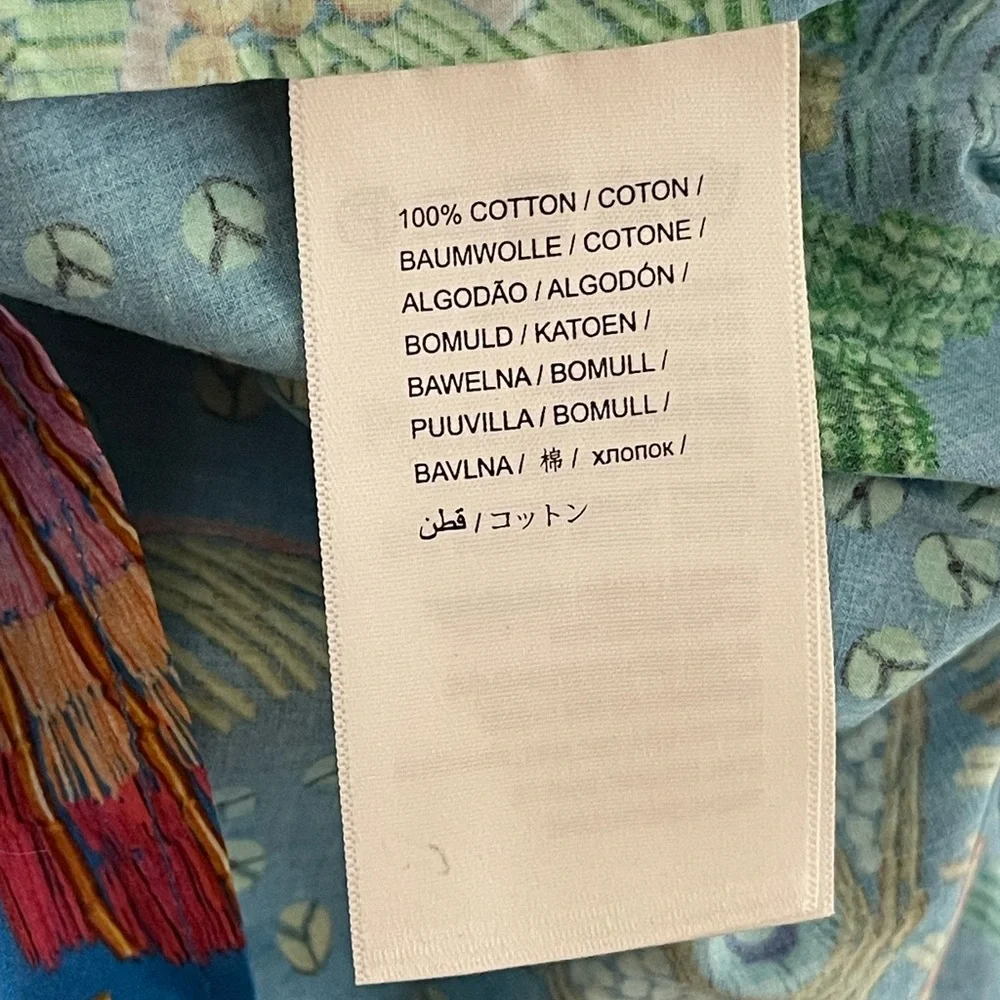 100% COTTON / COTON /
BAUMWOLLE / COTONE /
ALGODÃO / ALGODÓN /
BOMULD / KATOEN /
BAWELNA / BOMULL /
PUUVILLA / BOMULL /
BAVLNA / 棉 / хлопок /
قطن / コットン